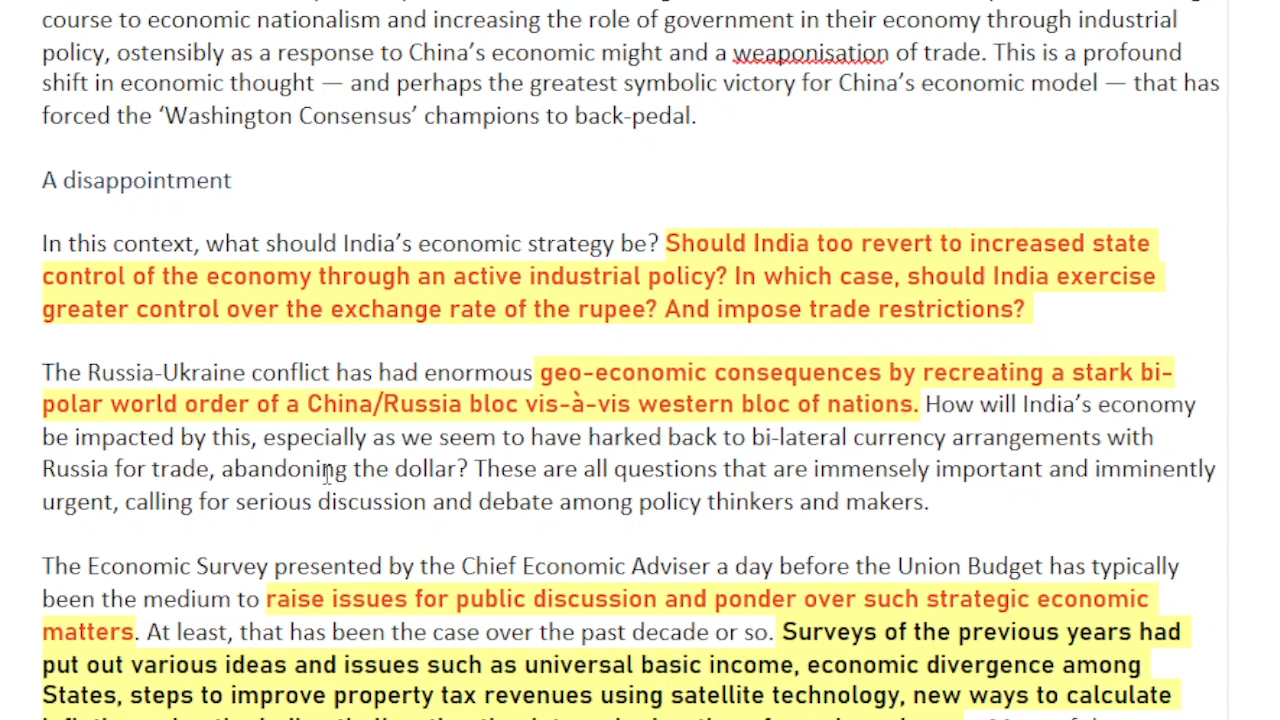 course to economic nationalism and increasing the role of government in their economy through industrial
policy, ostensibly as a response to China’s economic might and a weaponisation of trade. This is a profound
shift in economic thought — and perhaps the greatest symbolic victory for China’s economic model — that has
forced the ‘Washington Consensus’ champions to back-pedal.
A disappointment
In this context, what should India’s economic strategy be? Should India too revert to increased state
control of the economy through an active industrial policy? In which case, should India exercise
greater control over the exchange rate of the rupee? And impose trade restrictions?
The Russia-Ukraine conflict has had enormous geo-economic consequences by recreating a stark bi-
polar world order of a China/Russia bloc vis-à-vis western bloc of nations. How will India’s economy
be impacted by this, especially as we seem to have harked back to bi-lateral currency arrangements with
Russia for trade, abandoning the dollar? These are all questions that are immensely important and imminently
urgent, calling for serious discussion and debate among policy thinkers and makers.
The Economic Survey presented by the Chief Economic Adviser a day before the Union Budget has typically
been the medium to raise issues for public discussion and ponder over such strategic economic
matters. At least, that has been the case over the past decade or so. Surveys of the previous years had
put out various ideas and issues such as universal basic income, economic divergence among
States, steps to improve property tax revenues using satellite technology, new ways to calculate